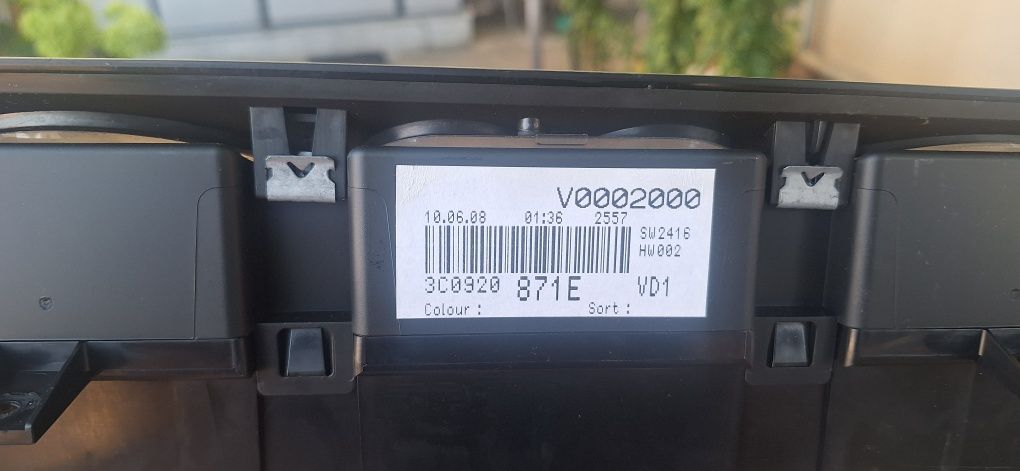 V0002000
10.06.08 01:36 2557
SW2416
HW002
3C0920 871E VD1
Colour : Sort :